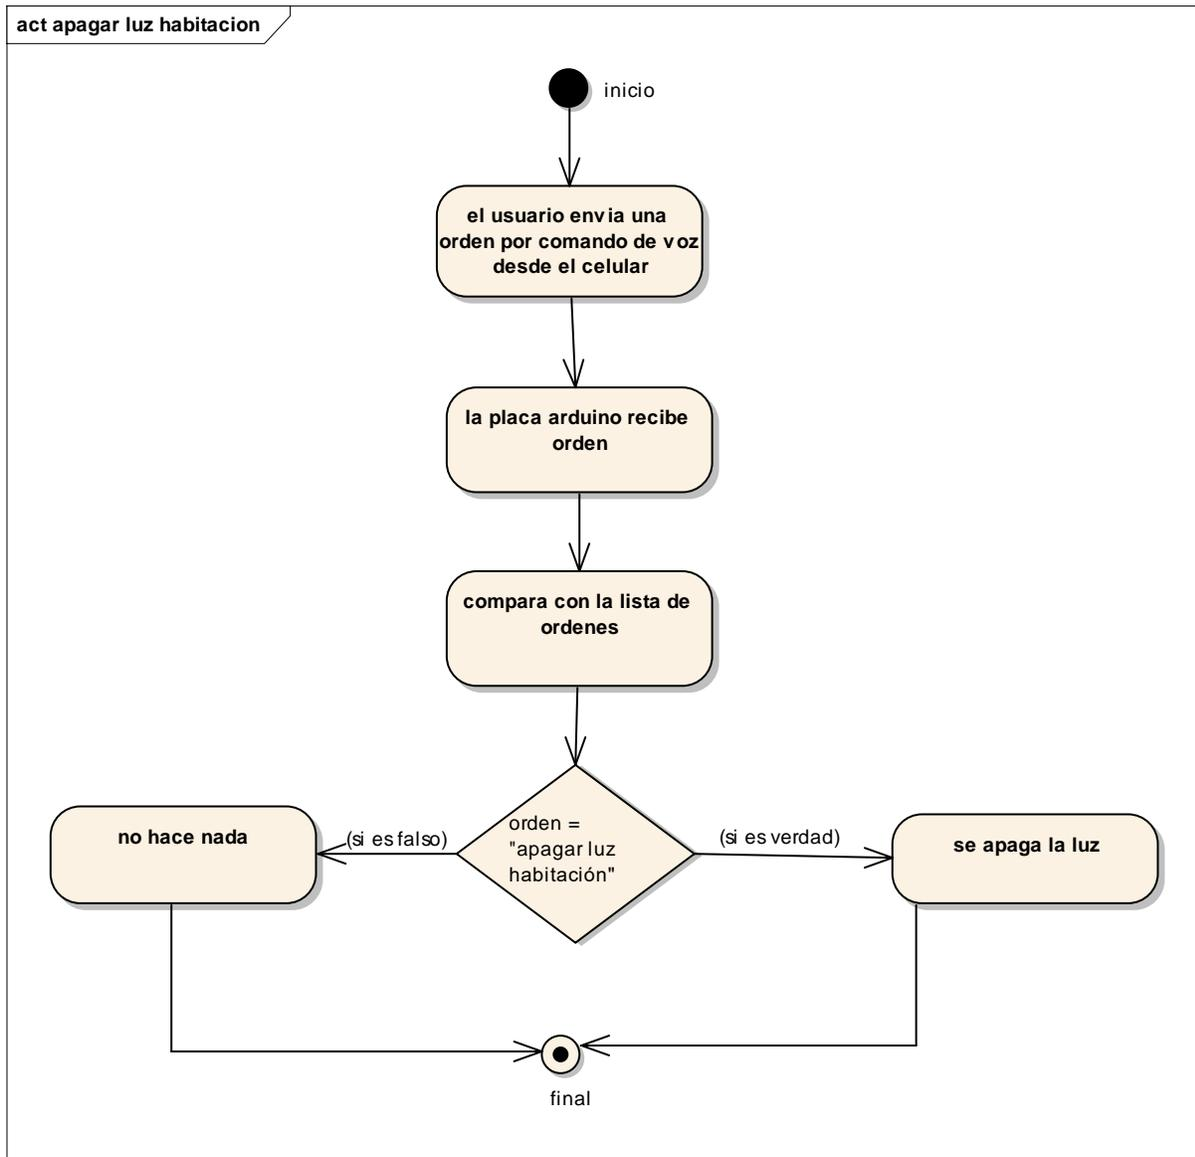 act apagar luz habitacion
inicio
el usuario envia una
orden por comando de voz
desde el celular
la placa arduino recibe
orden
compara con la lista de
ordenes
orden =
"apagar luz
habitación"
(si es falso)
(si es verdad)
no hace nada
se apaga la luz
final